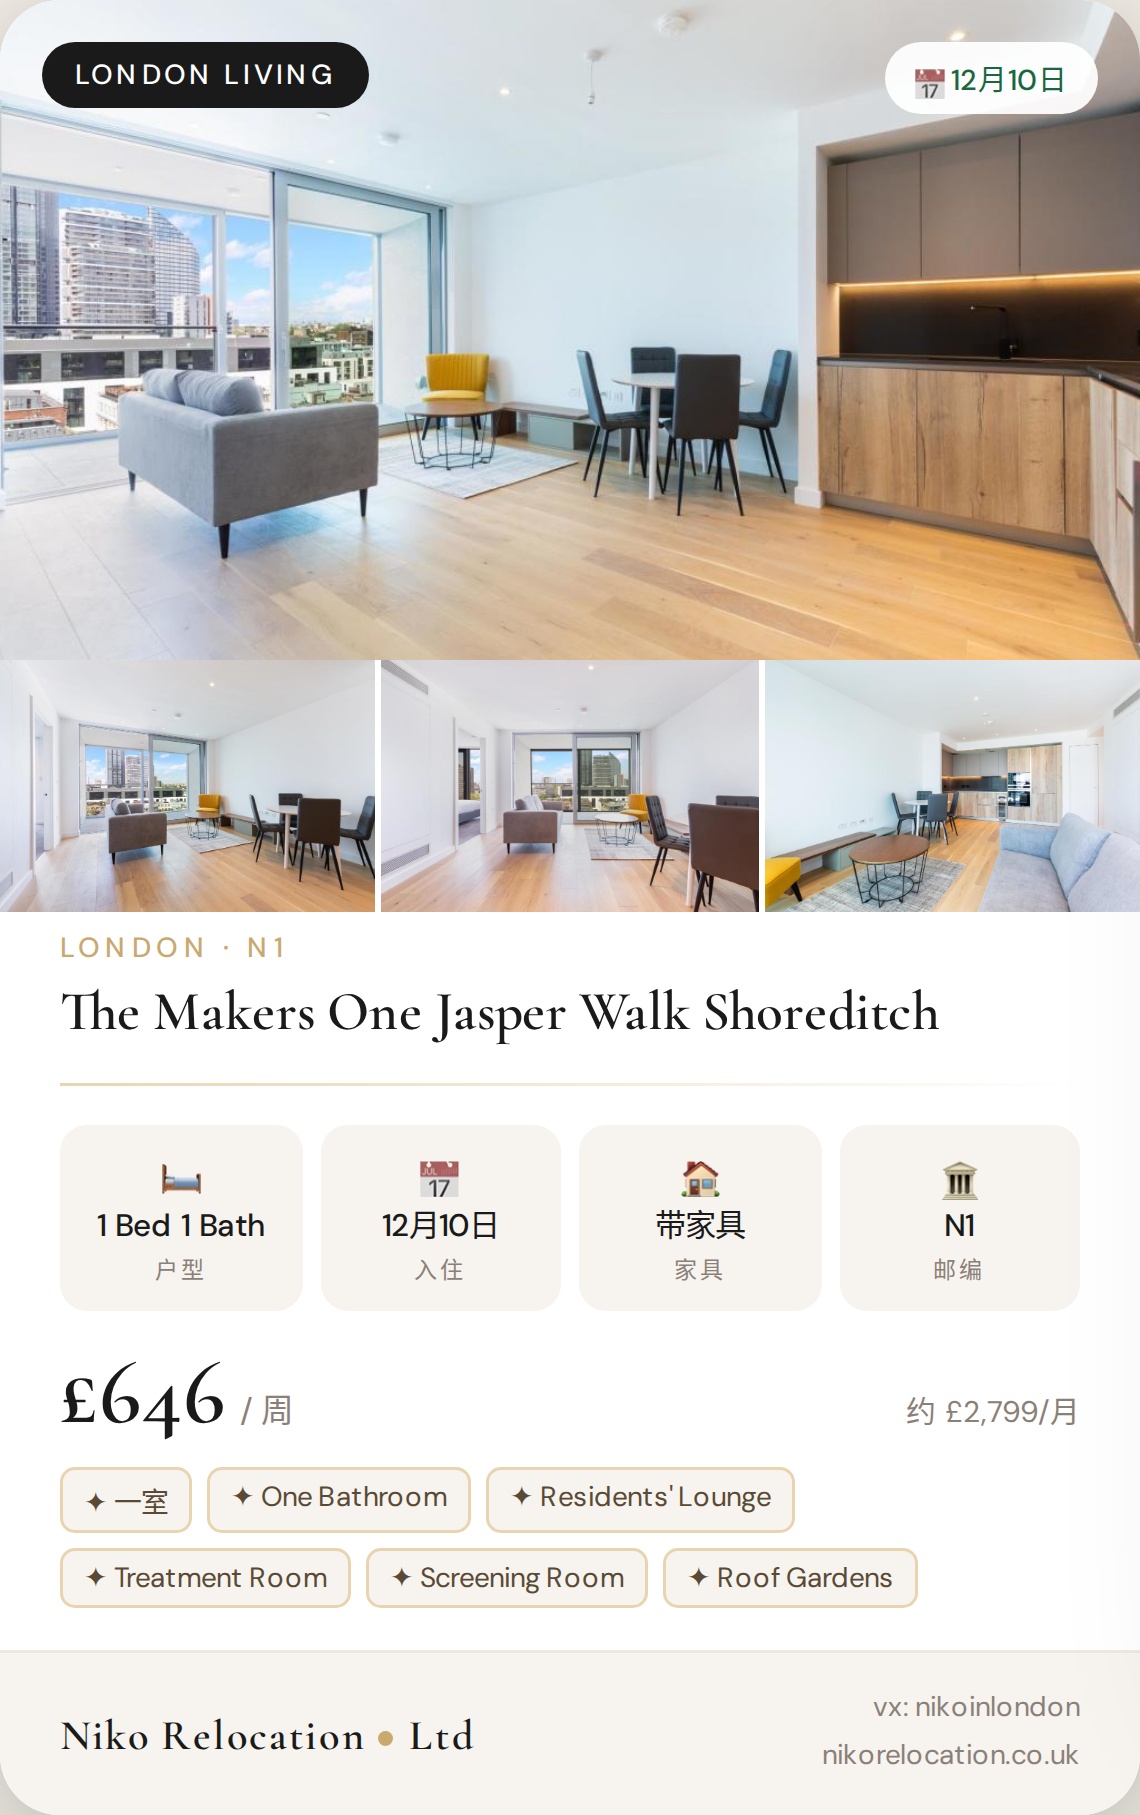 LONDON LIVING
📅 12月10日
LONDON · N1
The Makers One Jasper Walk Shoreditch
1 Bed 1 Bath
户型
12月10日
入住
带家具
家具
N1
邮编
£646 / 周
约 £2,799/月
✦ 一室
✦ One Bathroom
✦ Residents' Lounge
✦ Treatment Room
✦ Screening Room
✦ Roof Gardens
Niko Relocation • Ltd
vx: nikoinlondon
nikorelocation.co.uk